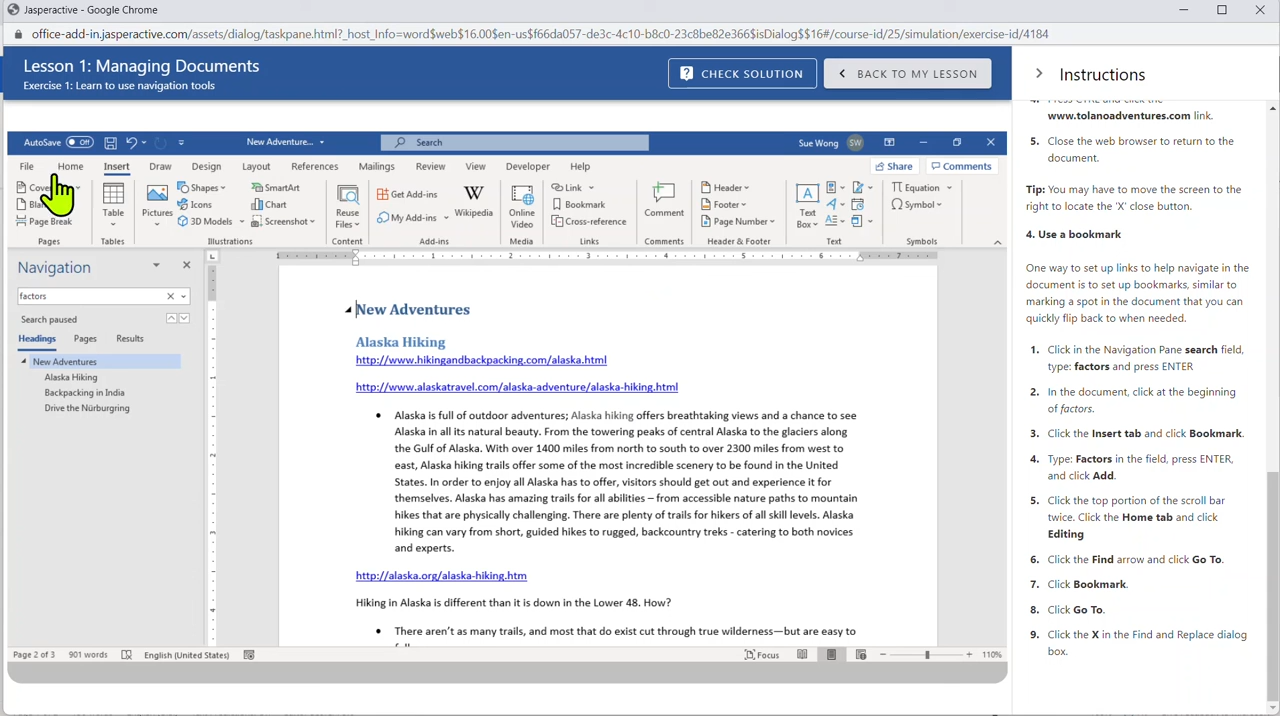 Jasperactive - Google Chrome
office-add-in.jasperactive.com/assets/dialog/taskpane.html?_host_Info=word$web$16.00$en-us$f66da057-de3c-4c10-b8c0-23c8be82e366$isDialog$$16#/course-id/25/simulation/exercise-id/4184
Lesson 1: Managing Documents
Exercise 1: Learn to use navigation tools
CHECK SOLUTION
BACK TO MY LESSON
AutoSave Off
New Adventure...
Search
Sue Wong SW
File Home Insert Draw Design Layout References Mailings Review View Developer Help
Share Comments
Page Break
Pages
Table
Tables
Pictures
Shapes
Icons
3D Models
SmartArt
Chart
Screenshot
Illustrations
Reuse
Files
Content
Get Add-ins
My Add-ins
Wikipedia
Add-ins
Online
Video
Media
Link
Bookmark
Cross-reference
Links
Comment
Comments
Header
Footer
Page Number
Header & Footer
Text
Box
Text
Equation
Symbol
Symbols
Navigation
factors
Search paused
Headings Pages Results
New Adventures
Alaska Hiking
Backpacking in India
Drive the Nürburgring
New Adventures
Alaska Hiking
http://www.hikingandbackpacking.com/alaska.html
http://www.alaskatravel.com/alaska-adventure/alaska-hiking.html
• Alaska is full of outdoor adventures; Alaska hiking offers breathtaking views and a chance to see
Alaska in all its natural beauty. From the towering peaks of central Alaska to the glaciers along
the Gulf of Alaska. With over 1400 miles from north to south to over 2300 miles from west to
east, Alaska hiking trails offer some of the most incredible scenery to be found in the United
States. In order to enjoy all Alaska has to offer, visitors should get out and experience it for
themselves. Alaska has amazing trails for all abilities – from accessible nature paths to mountain
hikes that are physically challenging. There are plenty of trails for hikers of all skill levels. Alaska
hiking can vary from short, guided hikes to rugged, backcountry treks - catering to both novices
and experts.
http://alaska.org/alaska-hiking.htm
Hiking in Alaska is different than it is down in the Lower 48. How?
• There aren't as many trails, and most that do exist cut through true wilderness—but are easy to
Page 2 of 3 901 words English (United States) Focus 110%
Instructions
4. Press CTRL and click the
www.tolanoadventures.com link.
5. Close the web browser to return to the
document.
Tip: You may have to move the screen to the
right to locate the 'X' close button.
4. Use a bookmark
One way to set up links to help navigate in the
document is to set up bookmarks, similar to
marking a spot in the document that you can
quickly flip back to when needed.
1. Click in the Navigation Pane search field,
type: factors and press ENTER
2. In the document, click at the beginning
of factors.
3. Click the Insert tab and click Bookmark.
4. Type: Factors in the field, press ENTER,
and click Add.
5. Click the top portion of the scroll bar
twice. Click the Home tab and click
Editing
6. Click the Find arrow and click Go To.
7. Click Bookmark.
8. Click Go To.
9. Click the X in the Find and Replace dialog
box.